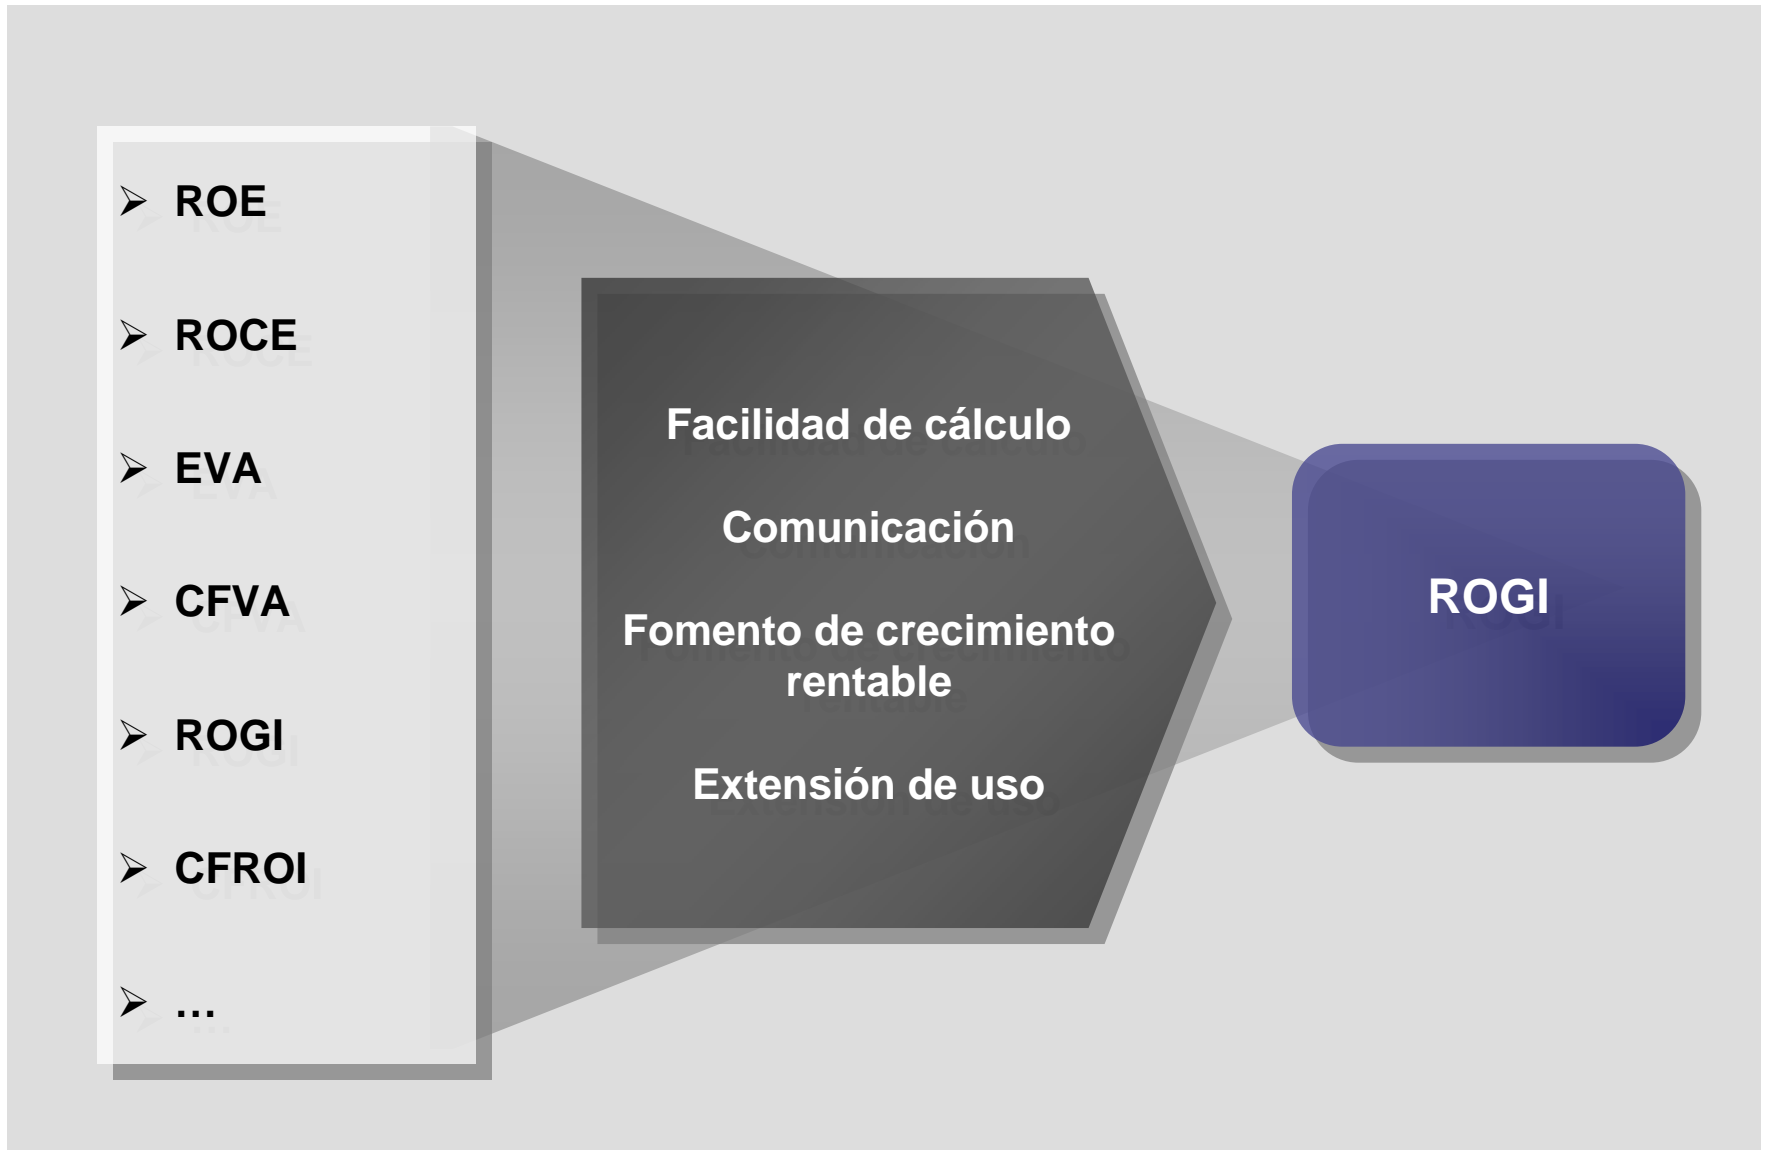 ROE
ROCE
EVA
CFVA
ROGI
CFROI
...
Facilidad de cálculo
Comunicación
Fomento de crecimiento
rentable
Extensión de uso
ROGI